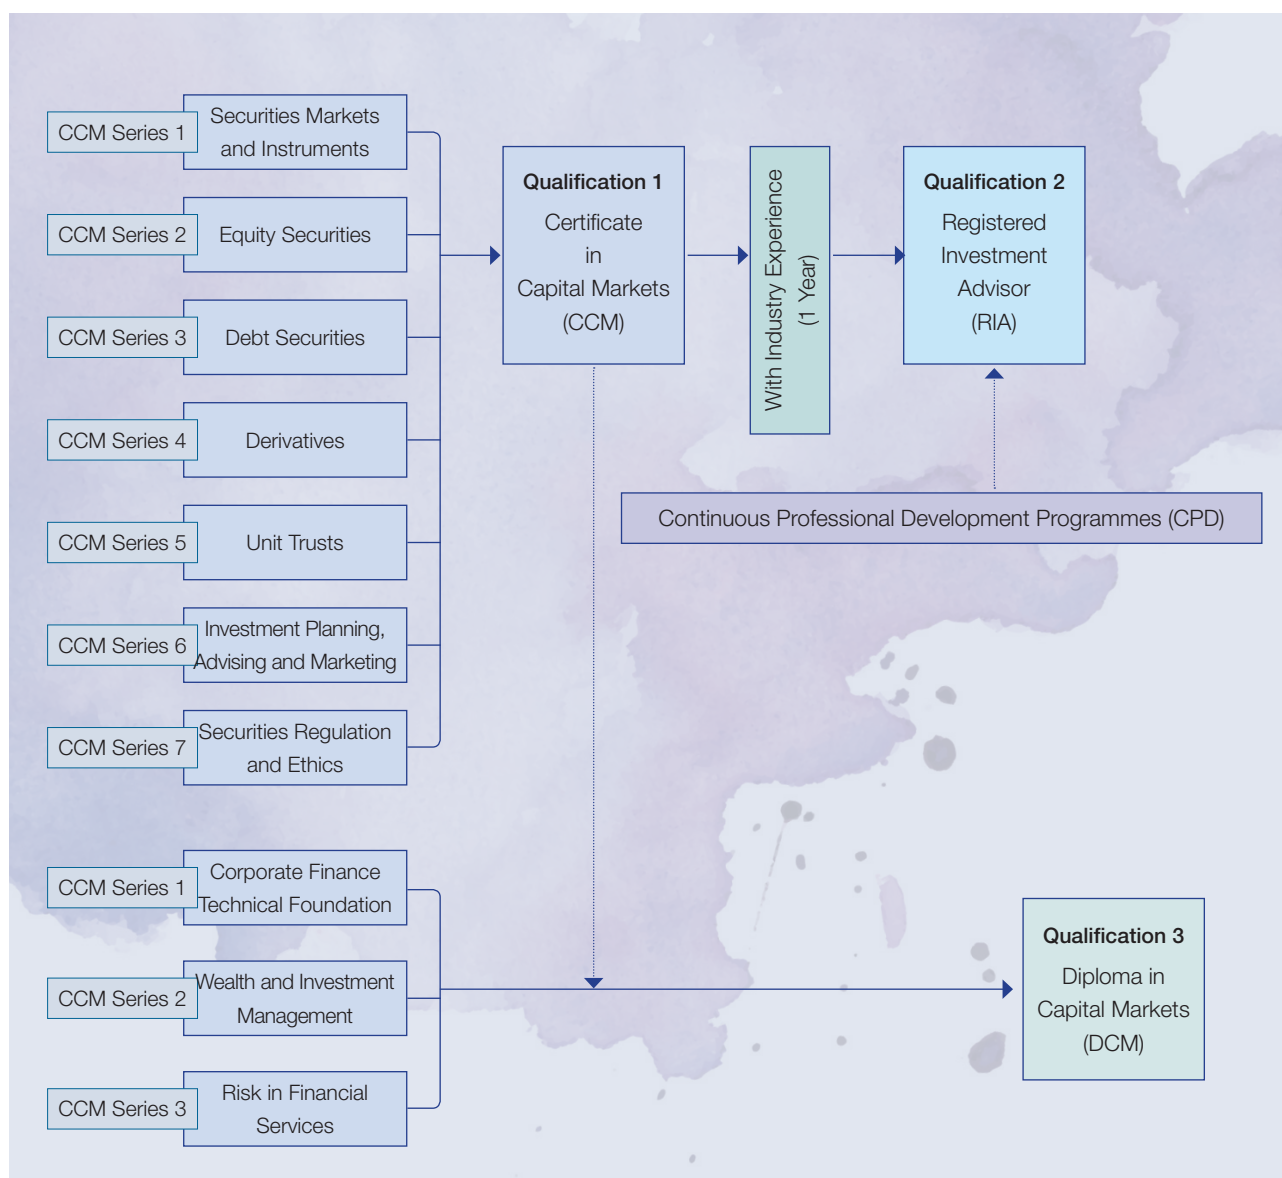 CCM Series 1
Securities Markets
and Instruments
CCM Series 2
Equity Securities
CCM Series 3
Debt Securities
CCM Series 4
Derivatives
CCM Series 5
Unit Trusts
CCM Series 6
Investment Planning,
Advising and Marketing
CCM Series 7
Securities Regulation
and Ethics
Qualification 1
Certificate
in
Capital Markets
(CCM)
With Industry Experience
(1 Year)
Qualification 2
Registered
Investment
Advisor
(RIA)
Continuous Professional Development Programmes (CPD)
CCM Series 1
Corporate Finance
Technical Foundation
CCM Series 2
Wealth and Investment
Management
CCM Series 3
Risk in Financial
Services
Qualification 3
Diploma in
Capital Markets
(DCM)